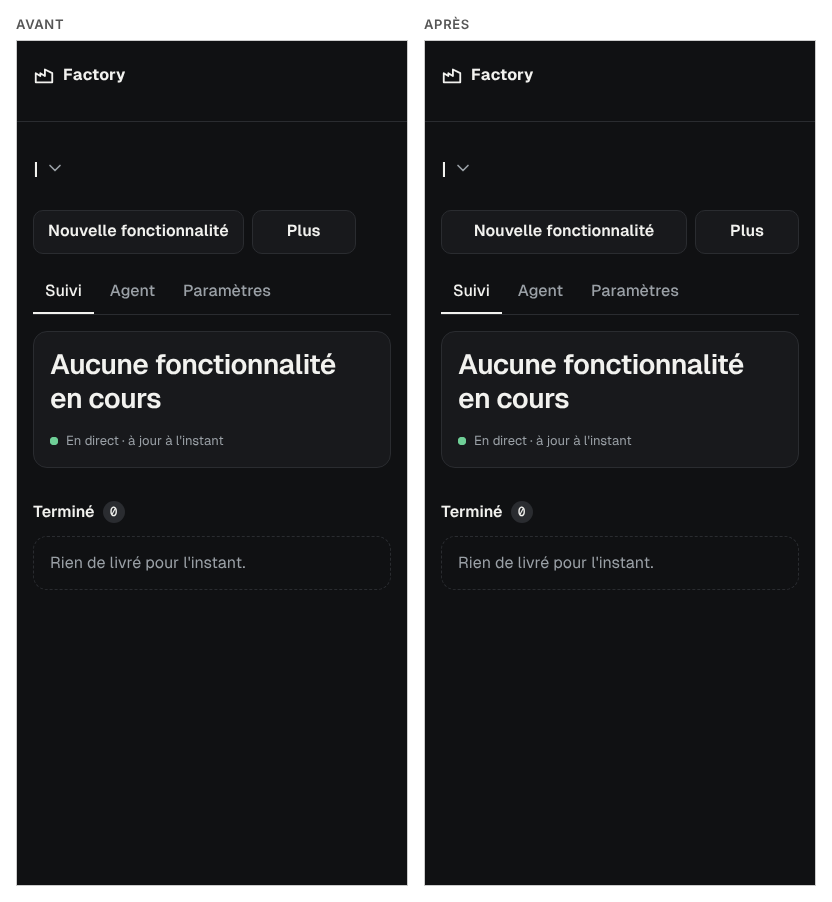 AVANT
Factory
Nouvelle fonctionnalité
Plus
Suivi
Agent
Paramètres
Aucune fonctionnalité
en cours
En direct · à jour à l'instant
Terminé 0
Rien de livré pour l'instant.
APRÈS
Factory
Nouvelle fonctionnalité
Plus
Suivi
Agent
Paramètres
Aucune fonctionnalité
en cours
En direct · à jour à l'instant
Terminé 0
Rien de livré pour l'instant.